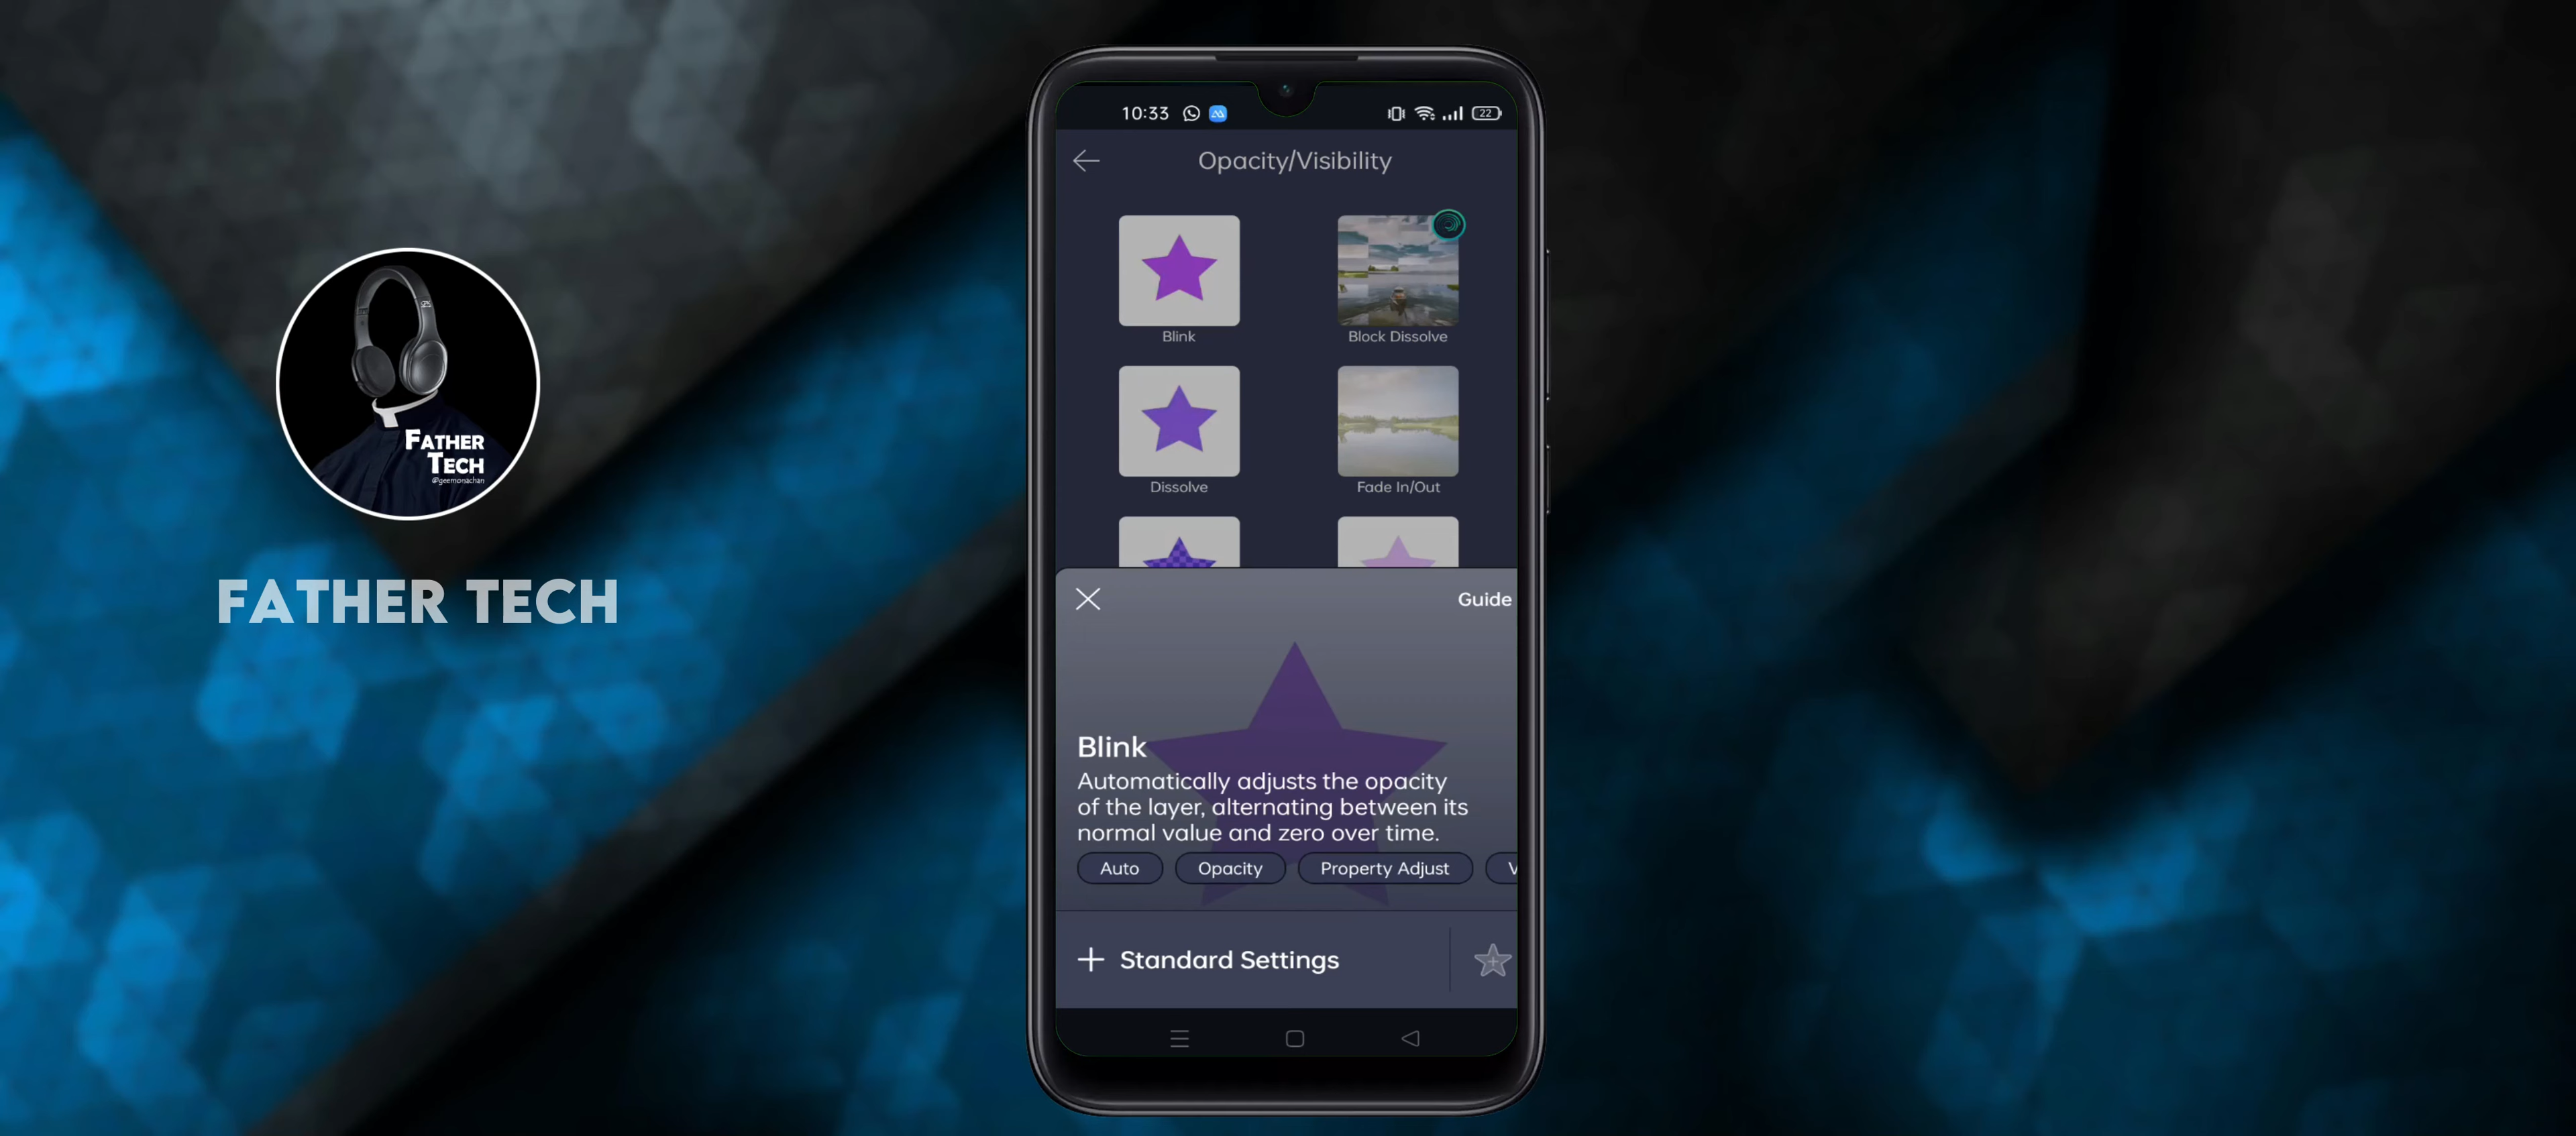 FATHER
TECH
@geemonachan
FATHER TECH
10:33
22
Opacity/Visibility
Blink
Block Dissolve
Dissolve
Fade In/Out
Guide
Blink
Automatically adjusts the opacity
of the layer, alternating between its
normal value and zero over time.
Auto
Opacity
Property Adjust
V
+ Standard Settings